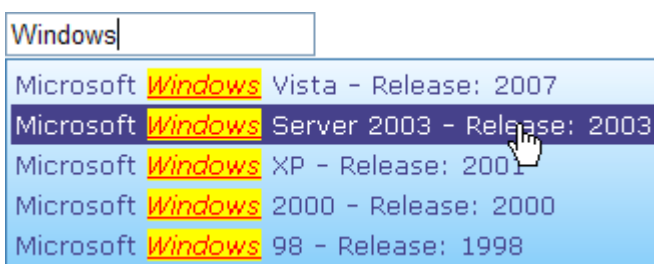 Windows
Microsoft Windows Vista - Release: 2007
Microsoft Windows Server 2003 - Release: 2003
Microsoft Windows XP - Release: 2001
Microsoft Windows 2000 - Release: 2000
Microsoft Windows 98 - Release: 1998